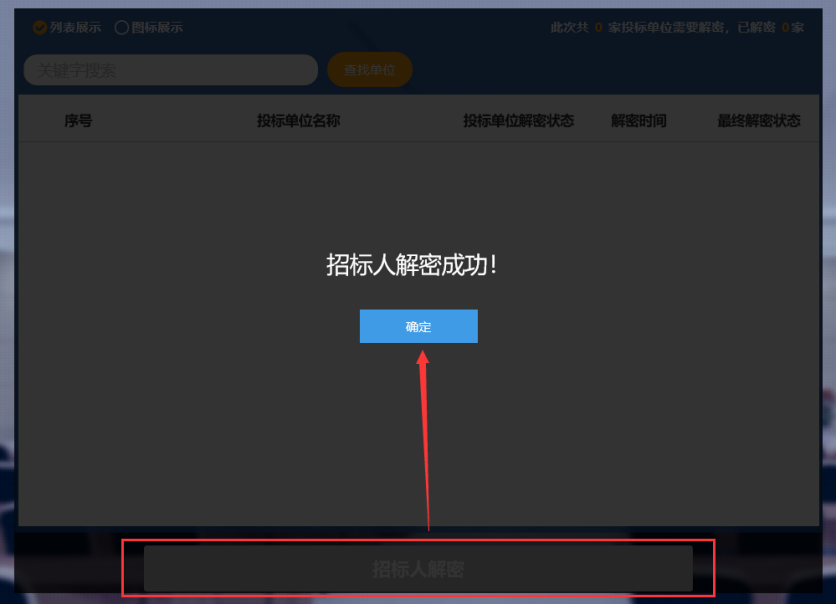 列表展示 图标展示 此次共 0 家投标单位需要解密，已解密 0家
关键字搜索 查找单位
序号 投标单位名称 投标单位解密状态 解密时间 最终解密状态
招标人解密成功！
确定
招标人解密